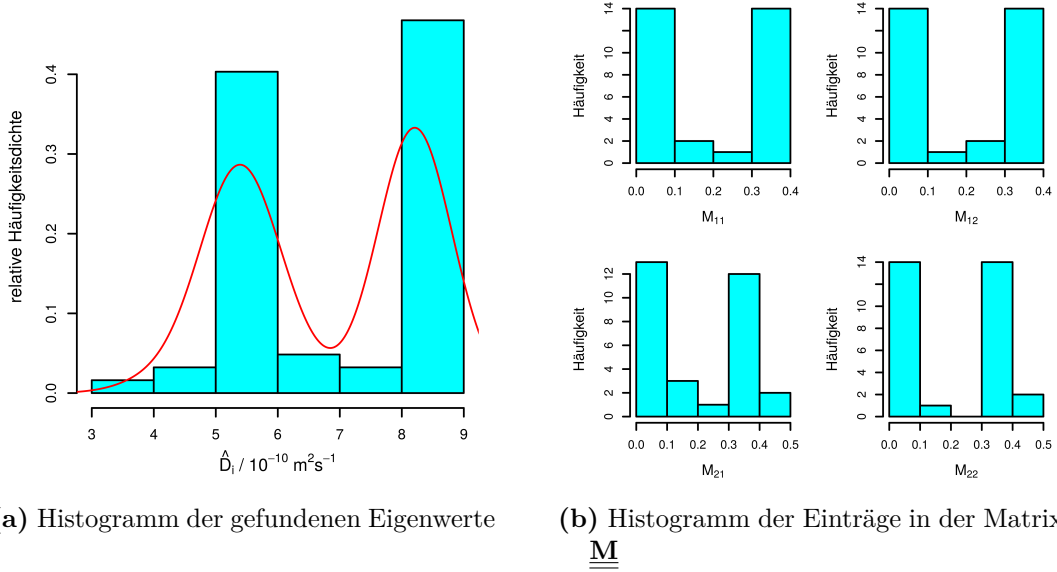 relative Häufigkeitsdichte
0.0 0.1 0.2 0.3 0.4
3 4 5 6 7 8 9
D̂ᵢ / 10⁻¹⁰ m²s⁻¹
Häufigkeit
0 2 4 6 8 10 14
0.0 0.1 0.2 0.3 0.4
M₁₁
Häufigkeit
0 2 4 6 8 10 14
0.0 0.1 0.2 0.3 0.4
M₁₂
Häufigkeit
0 2 4 6 8 12
0.0 0.1 0.2 0.3 0.4 0.5
M₂₁
Häufigkeit
0 2 4 6 8 10 14
0.0 0.1 0.2 0.3 0.4 0.5
M₂₂
(a) Histogramm der gefundenen Eigenwerte
(b) Histogramm der Einträge in der Matrix
M